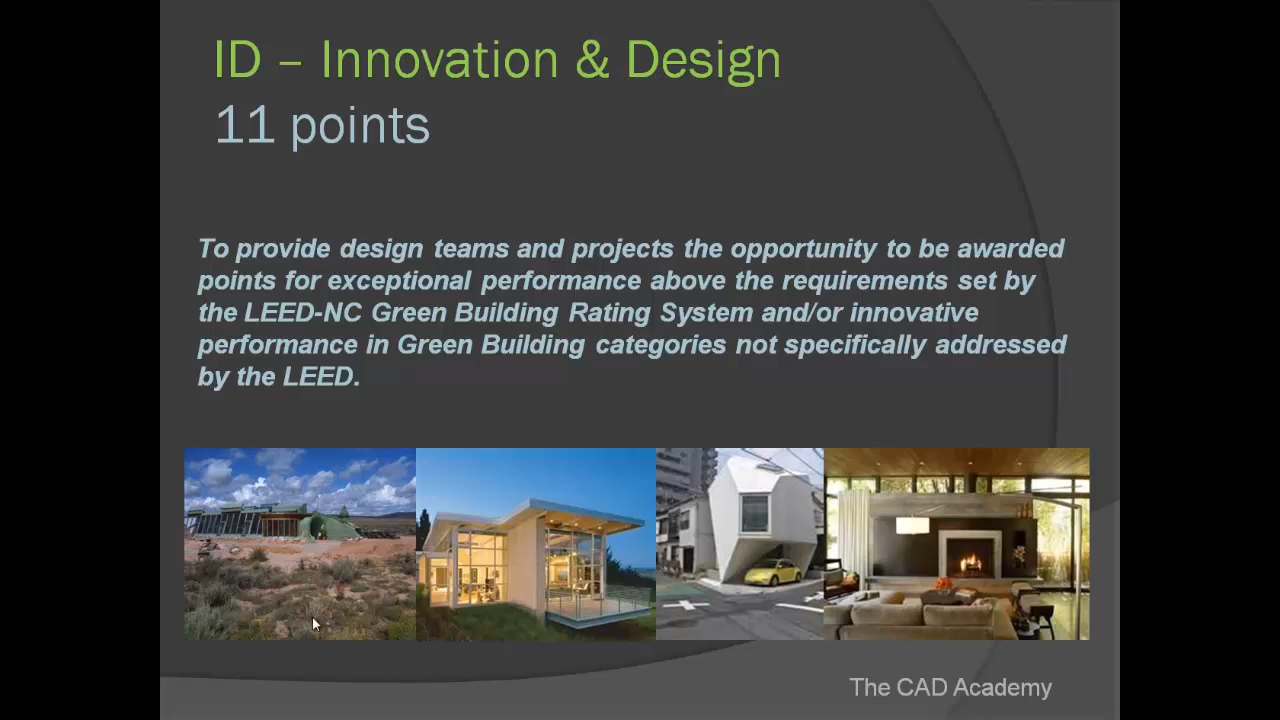 ID – Innovation & Design
11 points
To provide design teams and projects the opportunity to be awarded
points for exceptional performance above the requirements set by
the LEED-NC Green Building Rating System and/or innovative
performance in Green Building categories not specifically addressed
by the LEED.
The CAD Academy